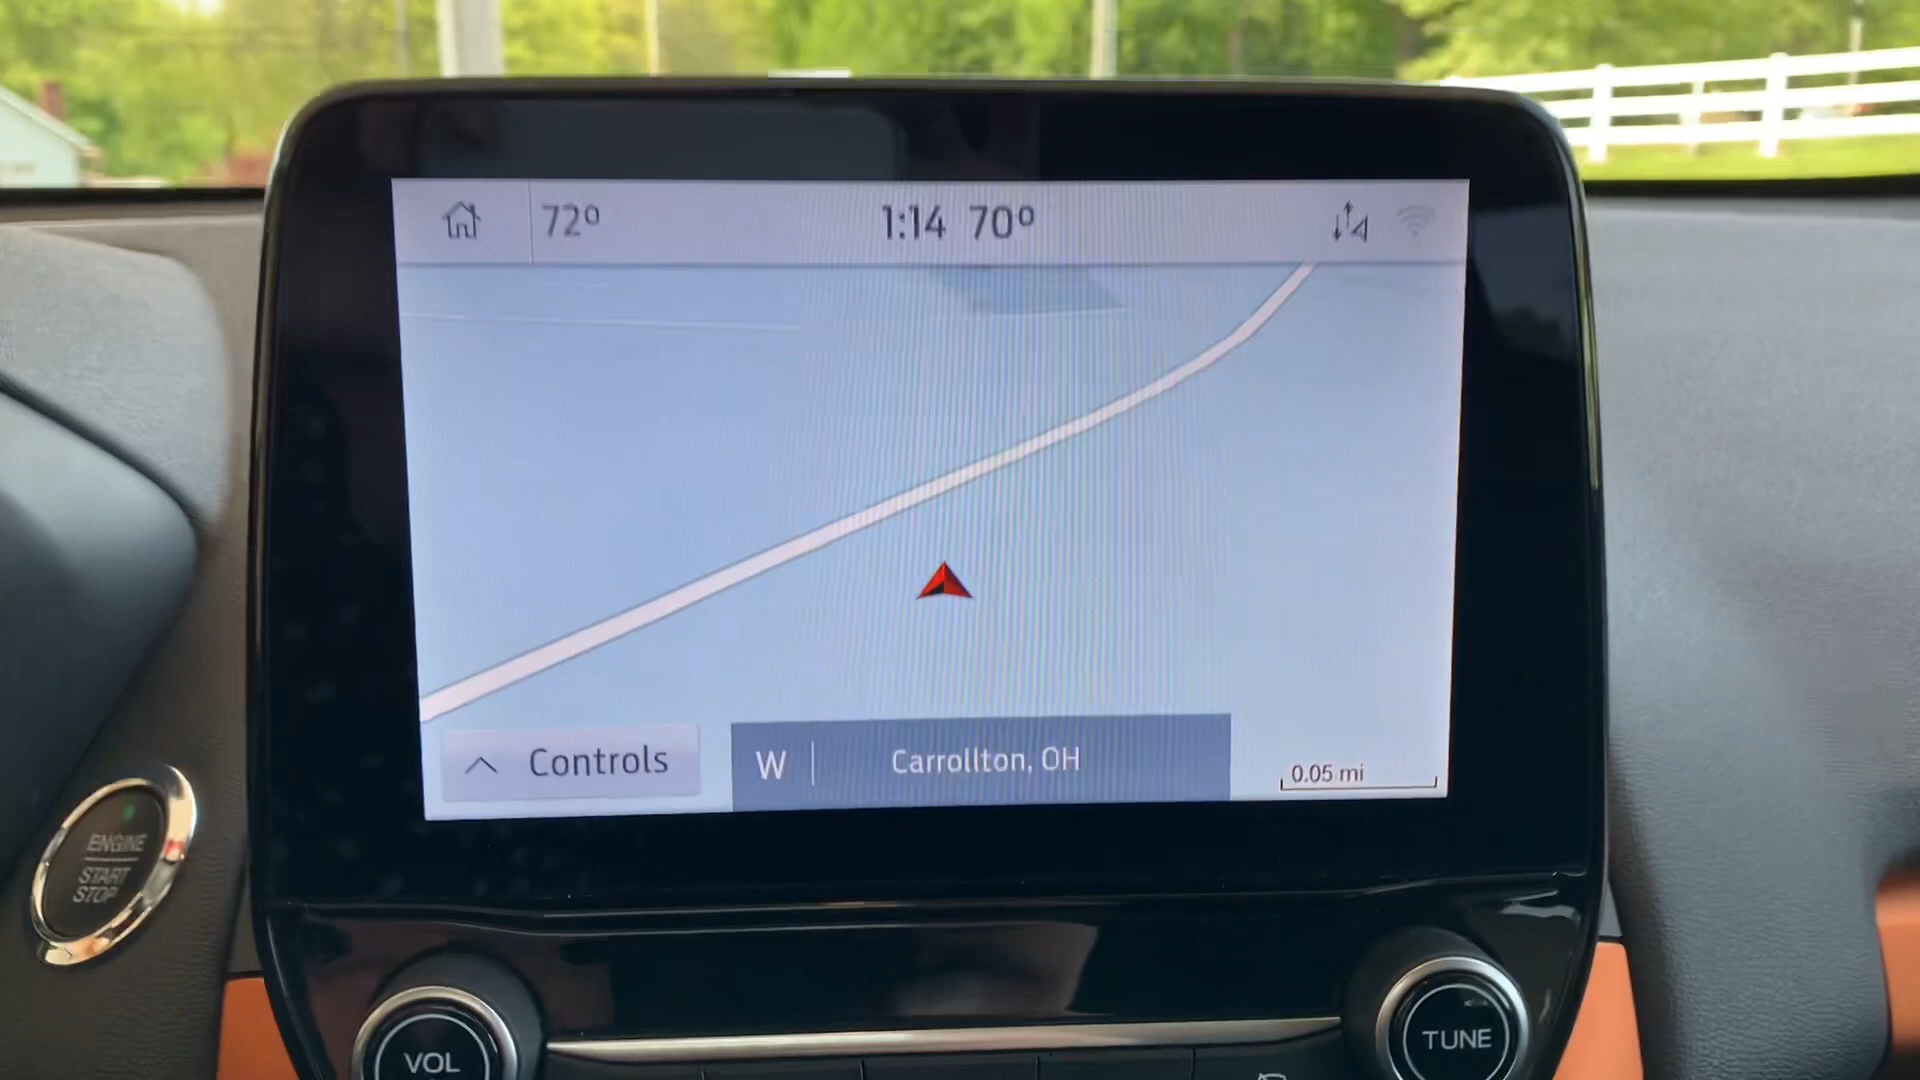 72º
1:14 70º
Controls
W
Carrollton, OH
0.05 mi
ENGINE
START
STOP
VOL
TUNE